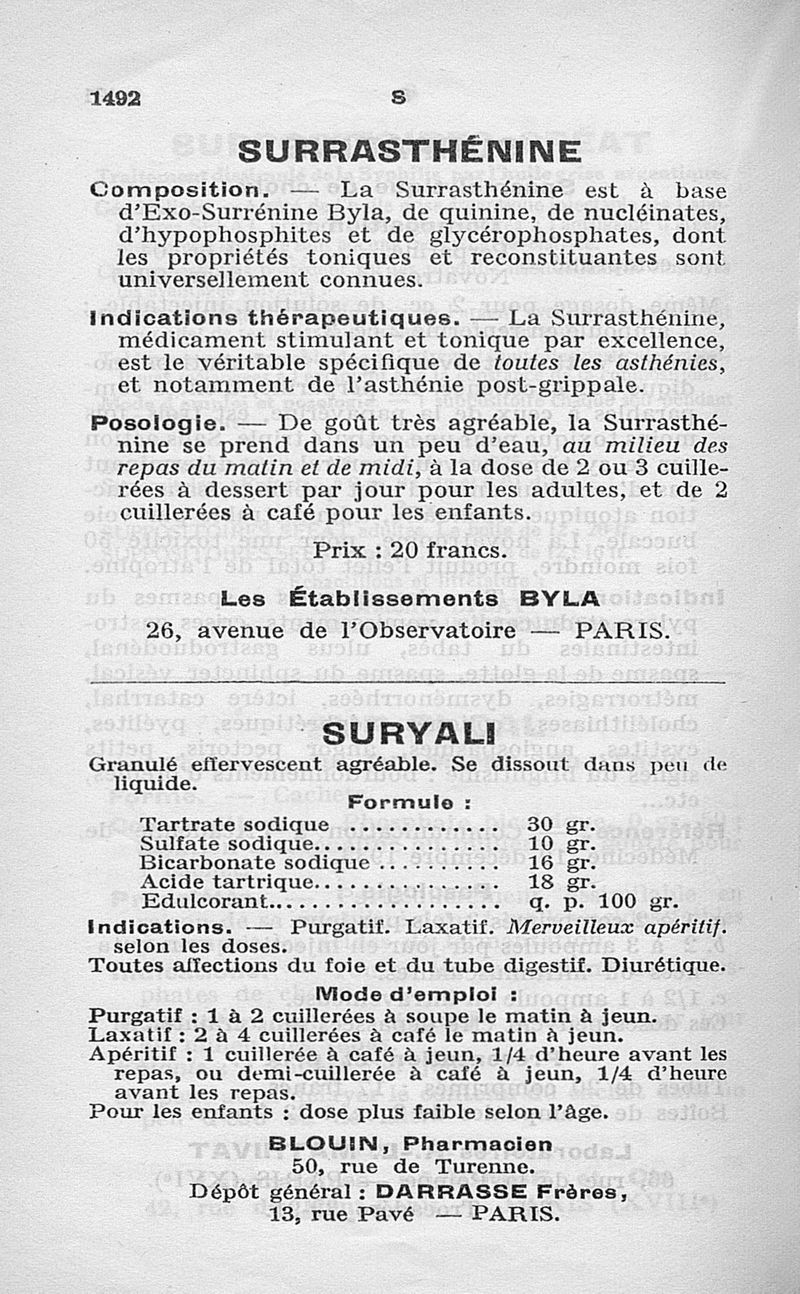 1492
S
SURRASTHÉNINE
Composition. — La Surrasthénine est à base
d'Exo-Surrénine Byla, de quinine, de nucléinates,
d'hypophosphites et de glycérophosphates, dont
les propriétés toniques et reconstituantes sont
universellement connues.
Indications thérapeutiques. — La Surrasthénine,
médicament stimulant et tonique par excellence,
est le véritable spécifique de toutes les asthénies,
et notamment de l'asthénie post-grippale.
Posologie. — De goût très agréable, la Surrasthé-
nine se prend dans un peu d'eau, au milieu des
repas du matin et de midi, à la dose de 2 ou 3 cuille-
rées à dessert par jour pour les adultes, et de 2
cuillerées à café pour les enfants.
Prix : 20 francs.
Les Établissements BYLA
26, avenue de l'Observatoire — PARIS.
SURYALI
Granulé effervescent agréable. Se dissout dans peu de
liquide.
Formule :
Tartrate sodique ............ 30 gr.
Sulfate sodique.............. 10 gr.
Bicarbonate sodique .......... 16 gr.
Acide tartrique.............. 18 gr.
Edulcorant.................. q. p. 100 gr.
Indications. — Purgatif. Laxatif. Merveilleux apéritif.
selon les doses.
Toutes affections du foie et du tube digestif. Diurétique.
Mode d'emploi :
Purgatif : 1 à 2 cuillerées à soupe le matin à jeun.
Laxatif : 2 à 4 cuillerées à café le matin à jeun.
Apéritif : 1 cuillerée à café à jeun, 1/4 d'heure avant les
repas, ou demi-cuillerée à café à jeun, 1/4 d'heure
avant les repas.
Pour les enfants : dose plus faible selon l'âge.
BLOUIN, Pharmacien
50, rue de Turenne.
Dépôt général : DARRASSE Frères,
13, rue Pavé — PARIS.